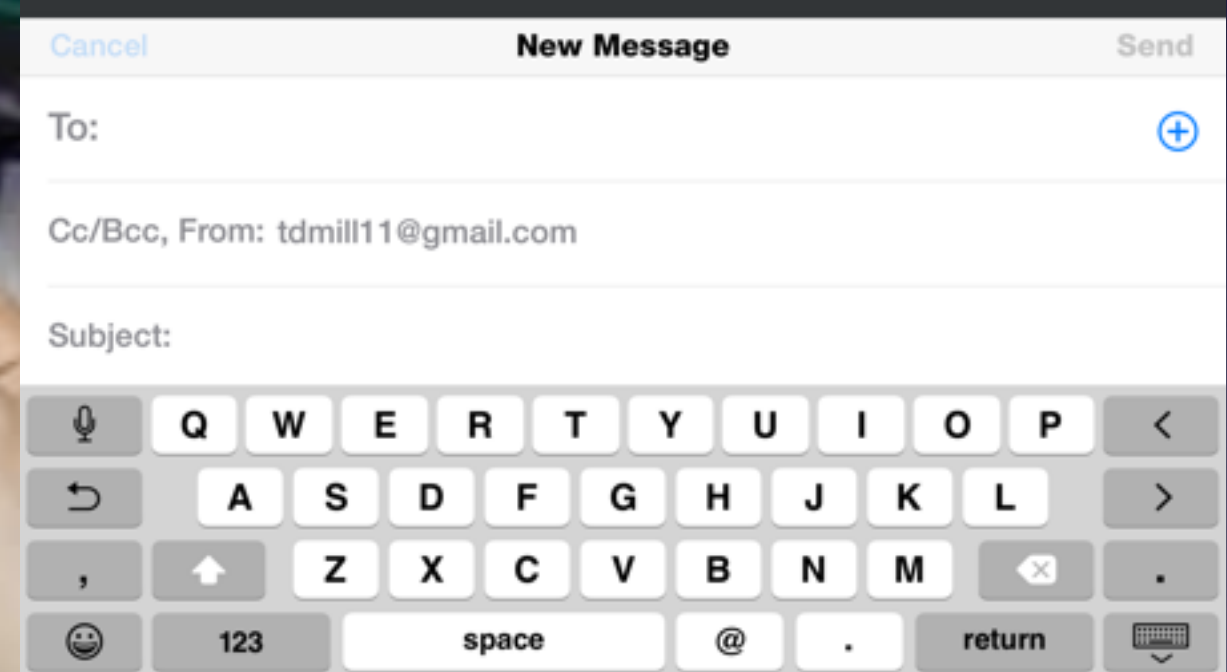 Cancel New Message Send
To:
Cc/Bcc, From: tdmill11@gmail.com
Subject:
Q W E R T Y U I O P <
A S D F G H J K L >
, Z X C V B N M .
123 space @ . return